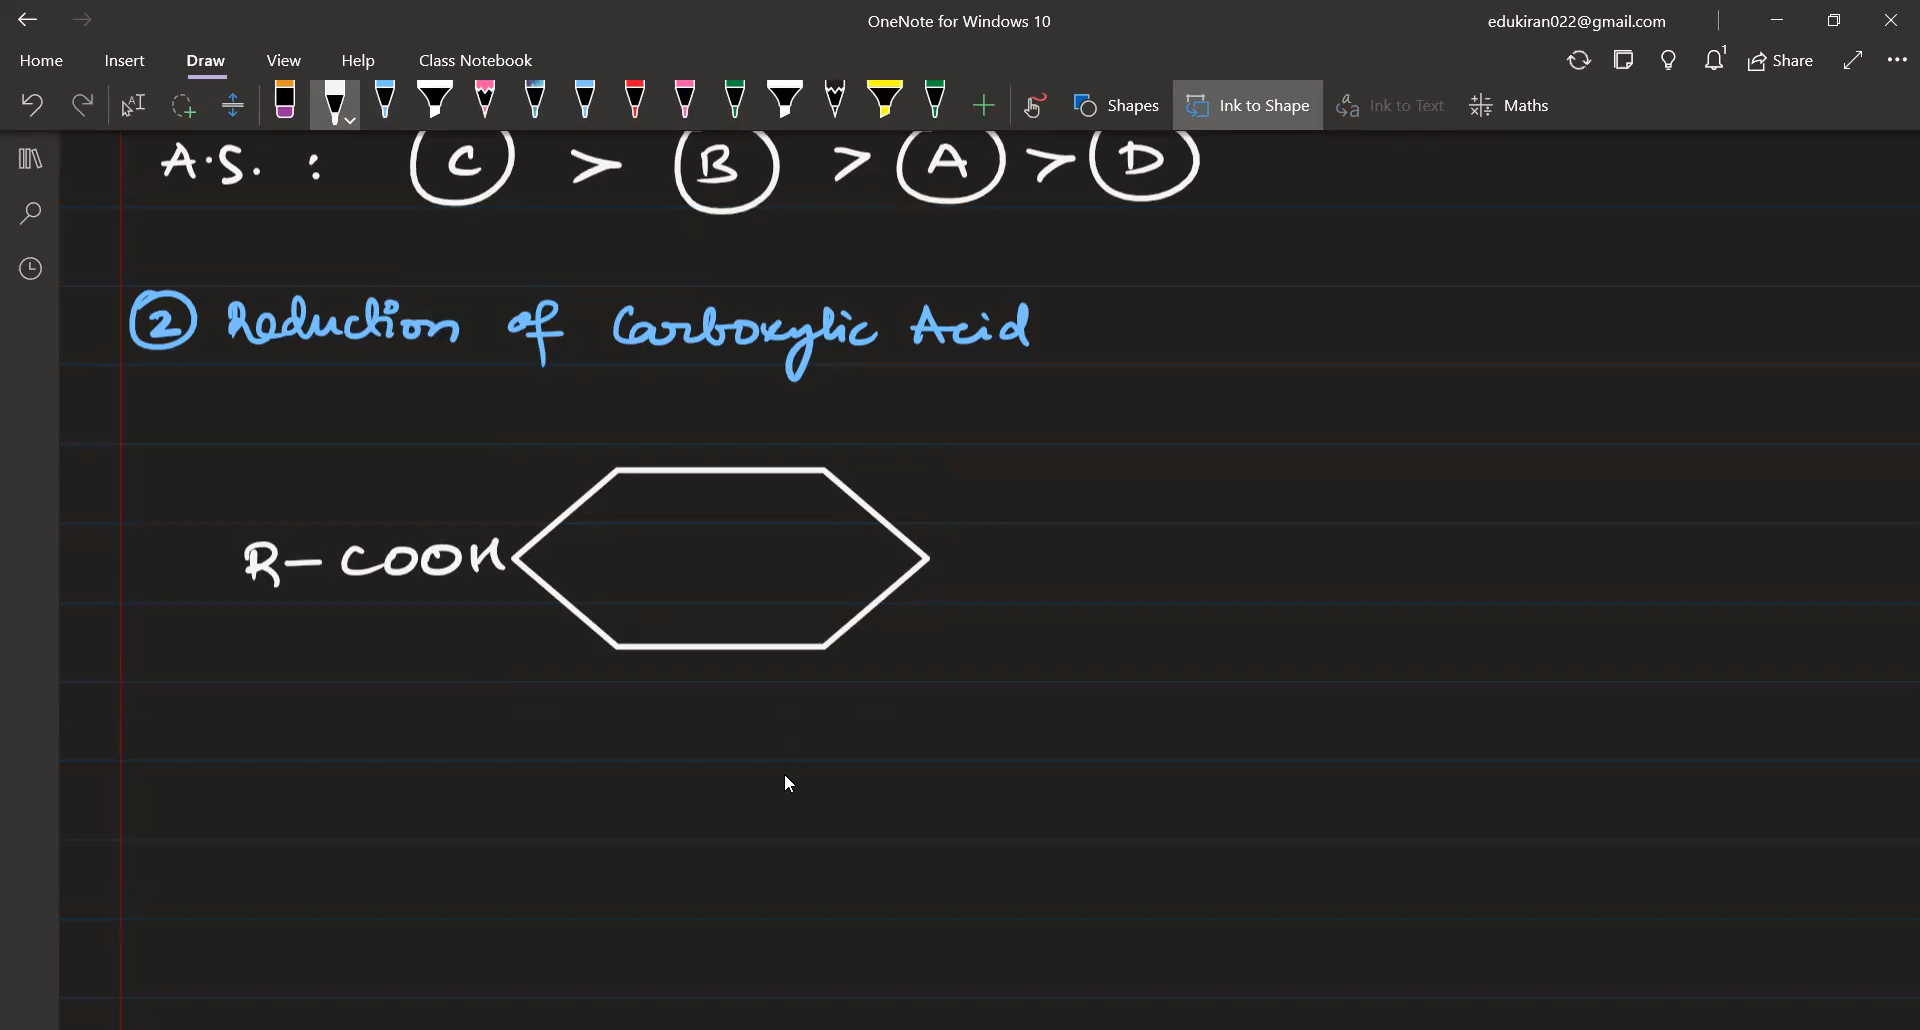 OneNote for Windows 10
edukiran022@gmail.com
Home Insert Draw View Help Class Notebook
1
Share
Shapes Ink to Shape Ink to Text Maths
A.S. : C > B > A > D
2 Reduction of Carboxylic Acid
R- COOH